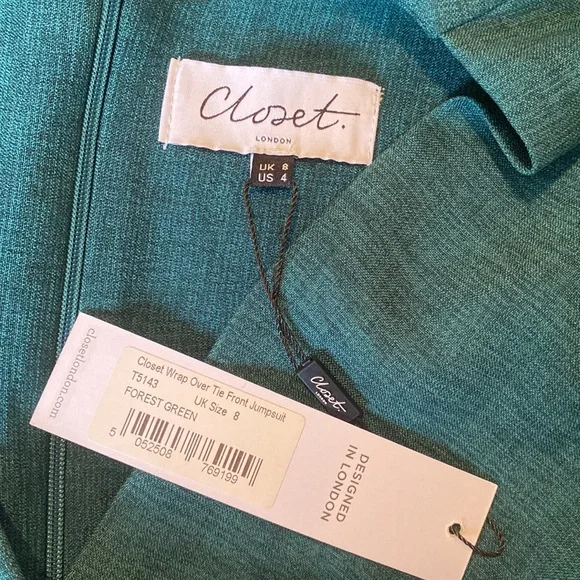 Closet.
LONDON
UK 8
US 4
Closet.
LONDON
closetlondon.com
Closet Wrap Over Tie Front Jumpsuit
T5143 UK Size 8
FOREST GREEN
5 052508 769199
DESIGNED
IN LONDON